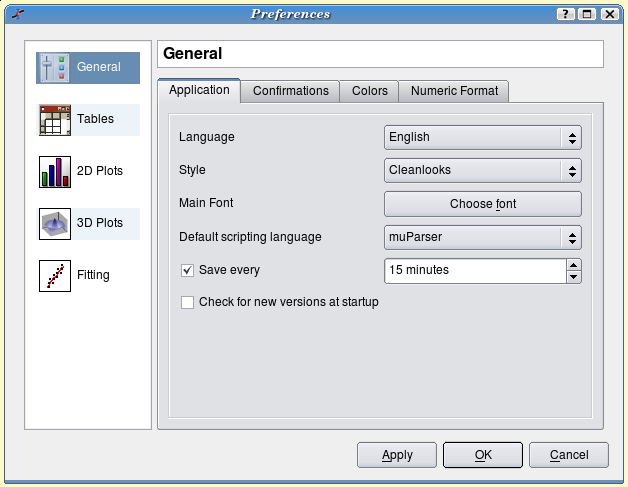 Preferences
General
Tables
2D Plots
3D Plots
Fitting
General
Application Confirmations Colors Numeric Format
Language English
Style Cleanlooks
Main Font Choose font
Default scripting language muParser
Save every 15 minutes
Check for new versions at startup
Apply OK Cancel